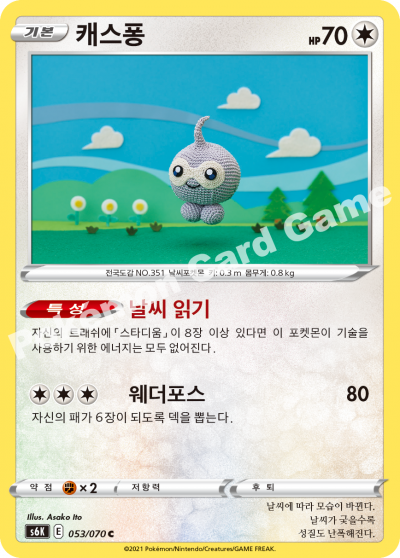 기본 캐스퐁 HP 70
전국도감 NO.351 날씨포켓몬 키: 0.3 m 몸무게: 0.8 kg
특성 날씨 읽기
자신의 트래쉬에 「스타디움」이 8장 이상 있다면 이 포켓몬이 기술을
사용하기 위한 에너지는 모두 없어진다.
웨더포스 80
자신의 패가 6장이 되도록 덱을 뽑는다.
약점 ×2 저항력 후퇴
Illus. Asako Ito
s6K E 053/070 C
날씨에 따라 모습이 바뀐다.
날씨가 궂을수록
성질도 난폭해진다.
©2021 Pokémon/Nintendo/Creatures/GAME FREAK.
Pokémon Card Game